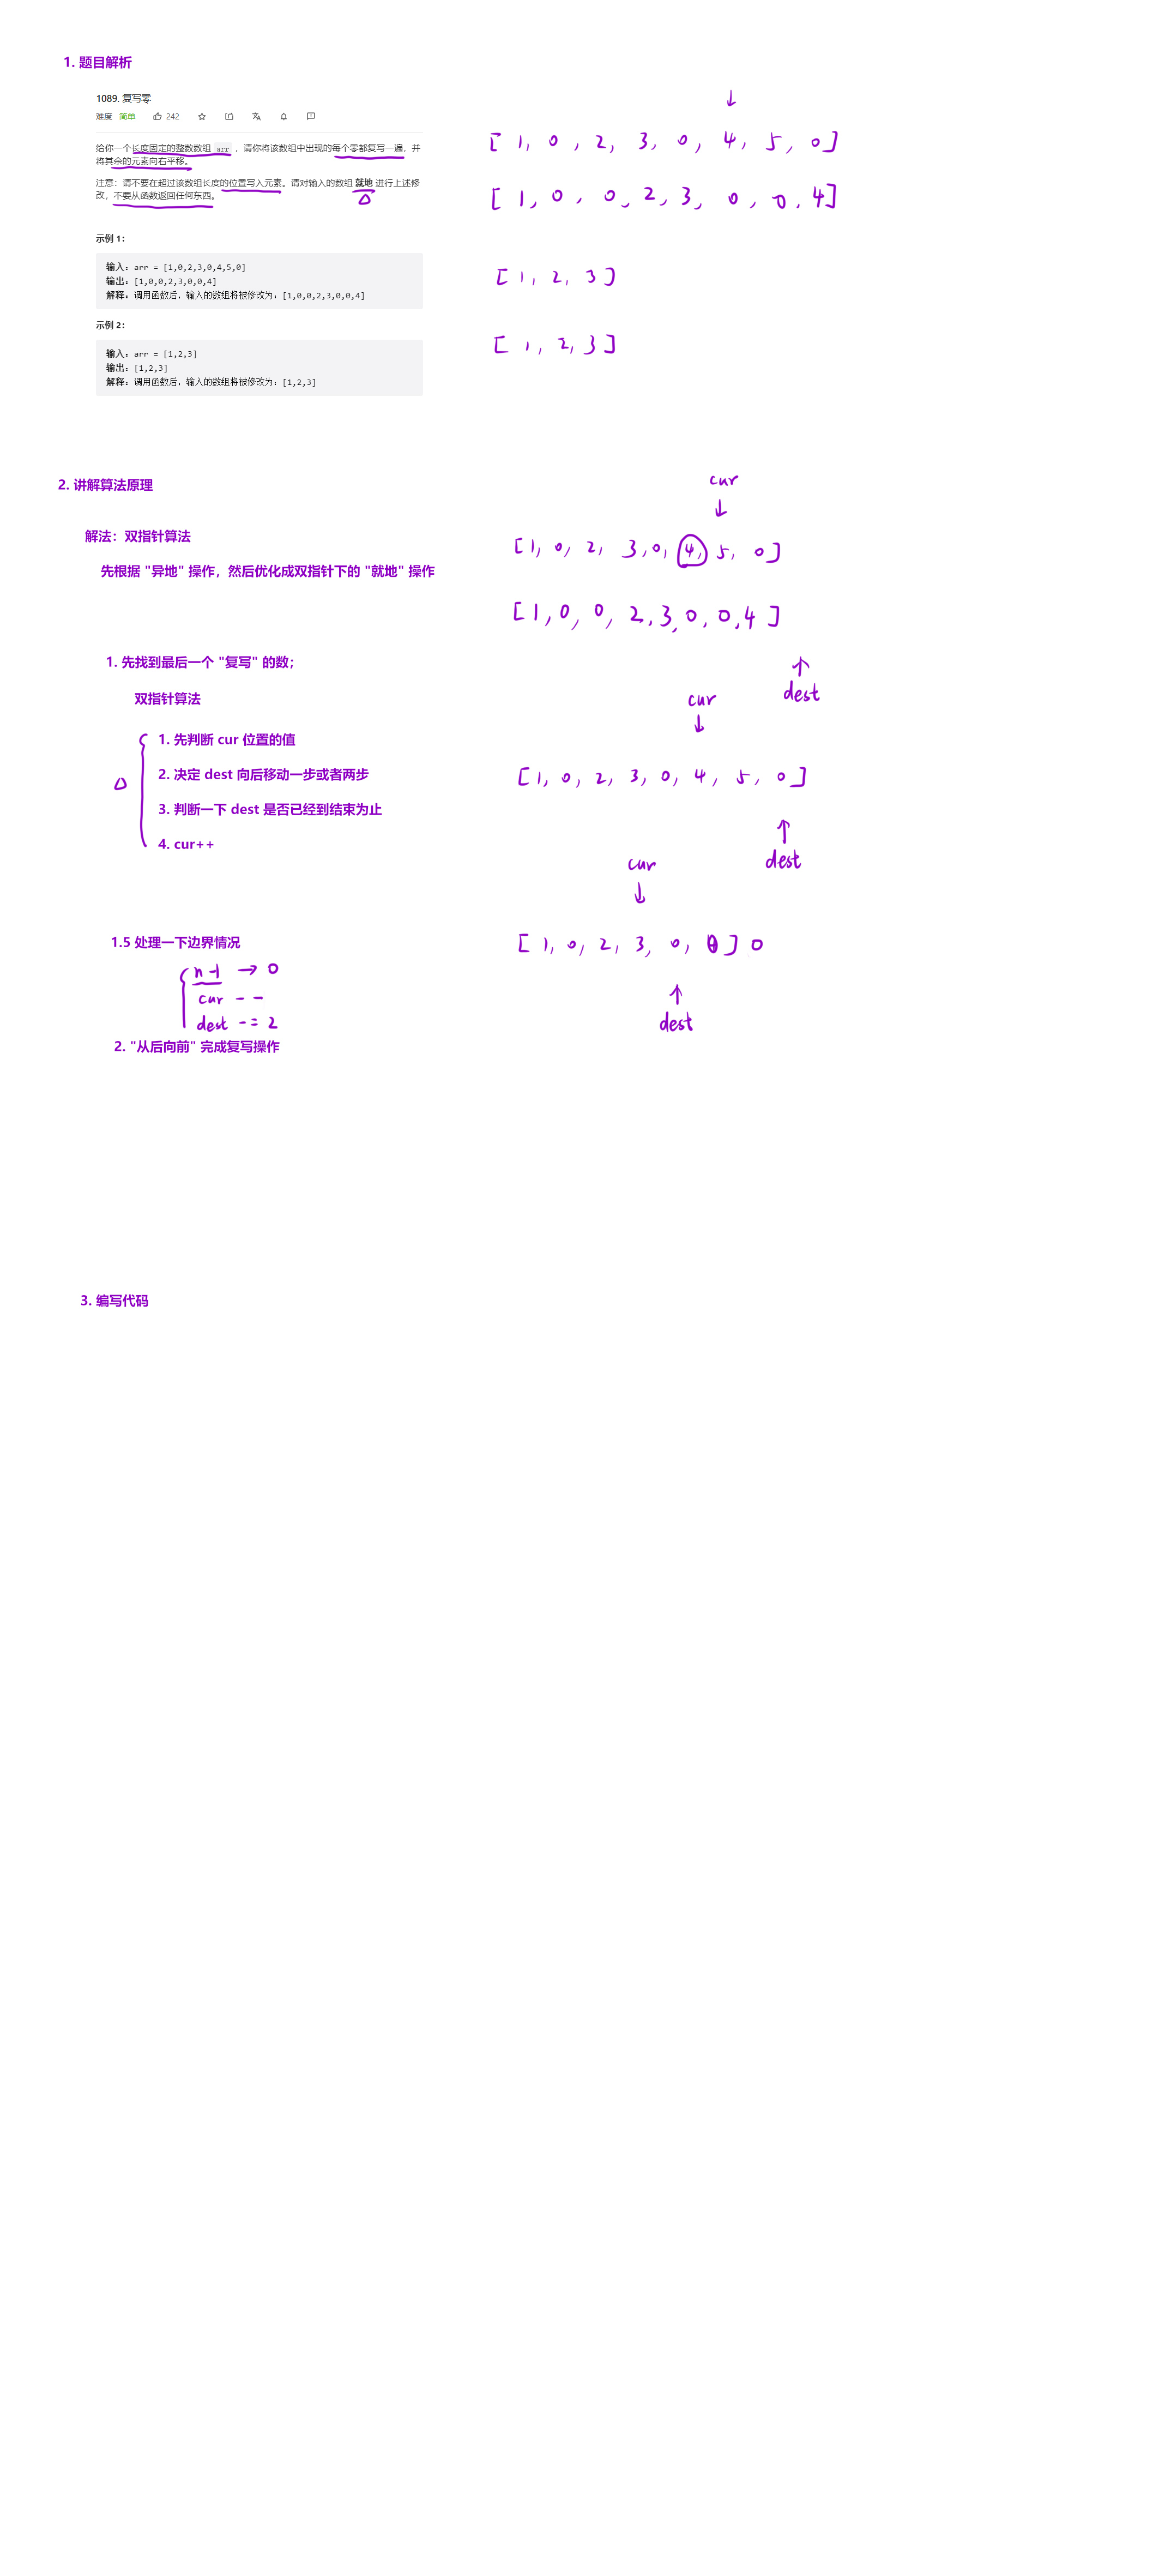 1. 题目解析
1089. 复写零
难度 简单 242
给你一个长度固定的整数数组 arr ，请你将该数组中出现的每个零都复写一遍，并
将其余的元素向右平移。
注意：请不要在超过该数组长度的位置写入元素。请对输入的数组 就地 进行上述修
改，不要从函数返回任何东西。
示例 1：
输入：arr = [1,0,2,3,0,4,5,0]
输出：[1,0,0,2,3,0,0,4]
解释：调用函数后，输入的数组将被修改为：[1,0,0,2,3,0,0,4]
示例 2：
输入：arr = [1,2,3]
输出：[1,2,3]
解释：调用函数后，输入的数组将被修改为：[1,2,3]
[ 1, 0, 2, 3, 0, 4, 5, 0]
[ 1, 0, 0, 2, 3, 0, 0, 4]
[ 1, 2, 3]
[ 1, 2, 3]
2. 讲解算法原理
解法：双指针算法
先根据 "异地" 操作，然后优化成双指针下的 "就地" 操作
1. 先找到最后一个 "复写" 的数；
双指针算法
1. 先判断 cur 位置的值
2. 决定 dest 向后移动一步或者两步
3. 判断一下 dest 是否已经到结束为止
4. cur++
1.5 处理一下边界情况
n-1 → 0
cur --
dest -= 2
2. "从后向前" 完成复写操作
cur
[1, 0, 2, 3, 0, 4, 5, 0]
[1, 0, 0, 2, 3, 0, 0, 4]
dest
cur
[1, 0, 2, 3, 0, 4, 5, 0]
dest
cur
[1, 0, 2, 3, 0, ] 0
dest
3. 编写代码